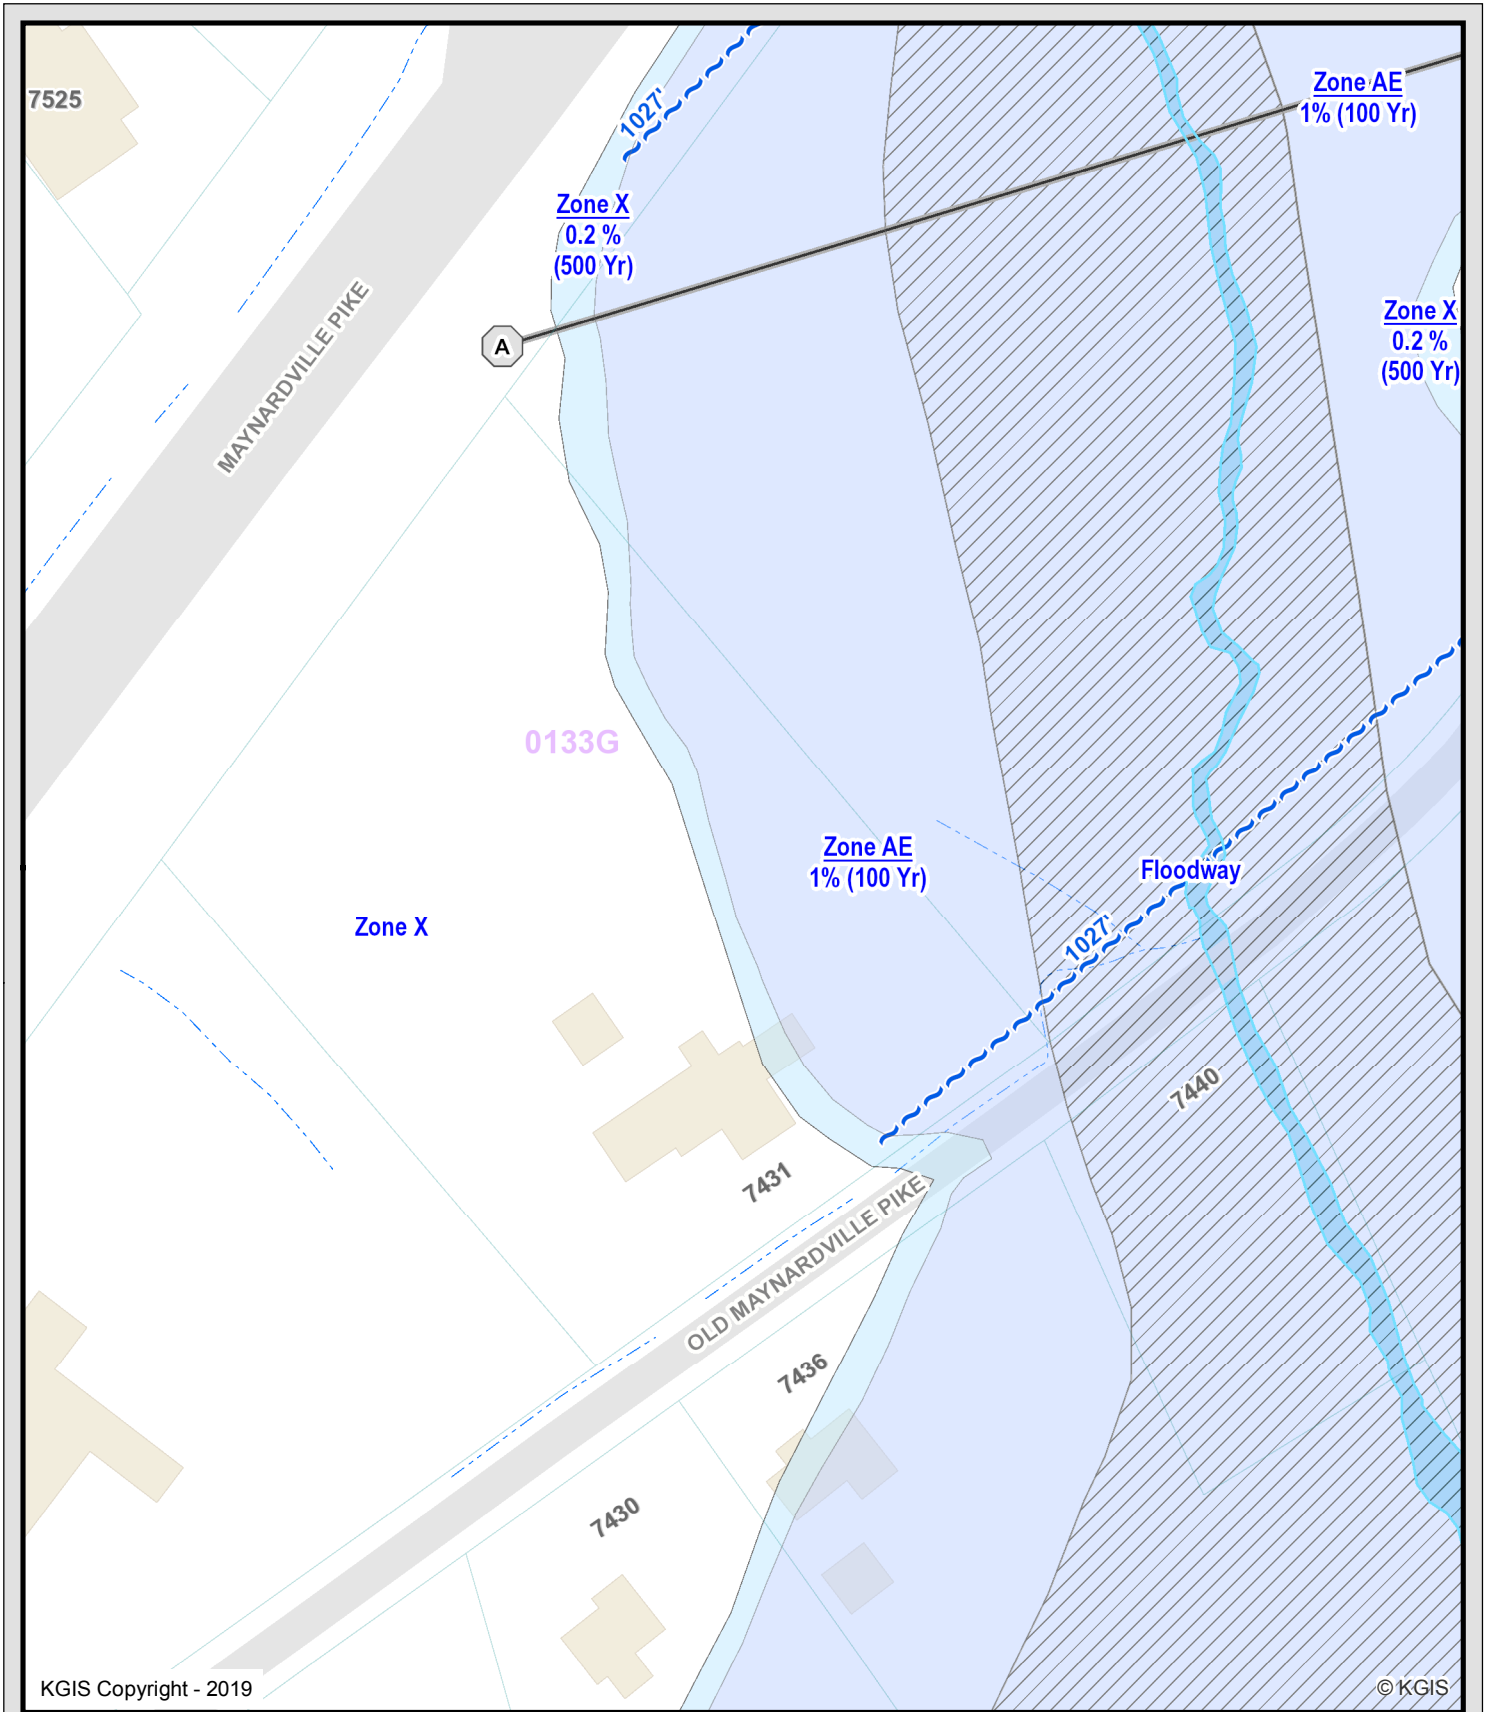 7525
1027'
Zone AE
1% (100 Yr)
Zone X
0.2 %
(500 Yr)
MAYNARDVILLE PIKE
A
Zone X
0.2 %
(500 Yr)
0133G
Zone AE
1% (100 Yr)
Floodway
Zone X
1027'
7440
7431
OLD MAYNARDVILLE PIKE
7436
7430
KGIS Copyright - 2019
© KGIS